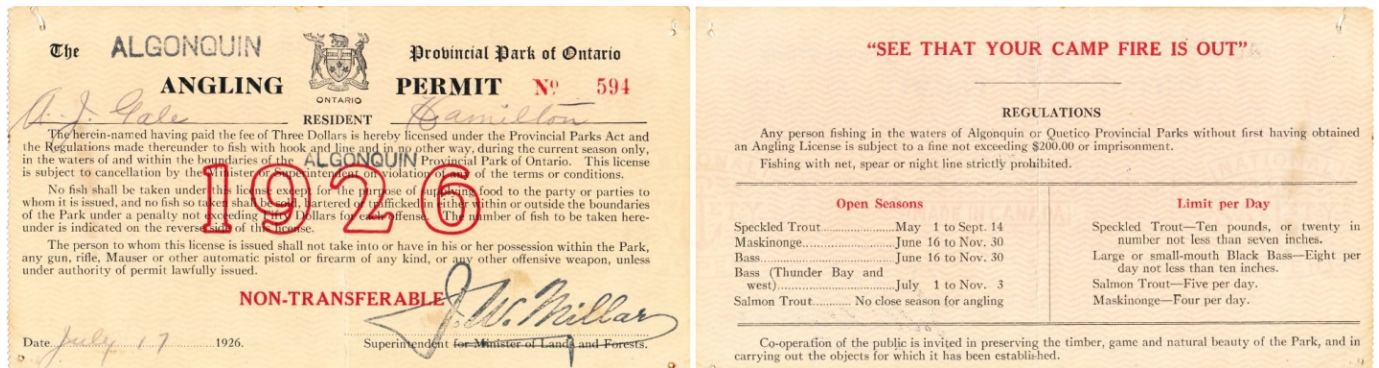 The ALGONQUIN Provincial Park of Ontario
ANGLING PERMIT Nº 594
ONTARIO
A. J. Gale RESIDENT Hamilton
The herein-named having paid the fee of Three Dollars is hereby licensed under the Provincial Parks Act and
the Regulations made thereunder to fish with hook and line and in no other way, during the current season only,
in the waters of and within the boundaries of the ALGONQUIN Provincial Park of Ontario. This license
is subject to cancellation by the Minister or Superintendent on violation of any of the terms or conditions.
1926
No fish shall be taken under this license except for the purpose of supplying food to the party or parties to
whom it is issued, and no fish so taken shall be sold, bartered or trafficked in either within or outside the boundaries
of the Park under a penalty not exceeding Fifty Dollars for each offense. The number of fish to be taken here-
under is indicated on the reverse side of this license.
The person to whom this license is issued shall not take into or have in his or her possession within the Park,
any gun, rifle, Mauser or other automatic pistol or firearm of any kind, or any other offensive weapon, unless
under authority of permit lawfully issued.
NON-TRANSFERABLE
J. W. Millar
Date July 17 1926.
Superintendent for Minister of Lands and Forests.
"SEE THAT YOUR CAMP FIRE IS OUT"
REGULATIONS
Any person fishing in the waters of Algonquin or Quetico Provincial Parks without first having obtained
an Angling License is subject to a fine not exceeding $200.00 or imprisonment.
Fishing with net, spear or night line strictly prohibited.
Open Seasons
Speckled Trout....................May 1 to Sept. 14
Maskinonge........................June 16 to Nov. 30
Bass..............................June 16 to Nov. 30
Bass (Thunder Bay and
west)........................July 1 to Nov. 3
Salmon Trout........... No close season for angling
Limit per Day
Speckled Trout—Ten pounds, or twenty in
number not less than seven inches.
Large or small-mouth Black Bass—Eight per
day not less than ten inches.
Salmon Trout—Five per day.
Maskinonge—Four per day.
Co-operation of the public is invited in preserving the timber, game and natural beauty of the Park, and in
carrying out the objects for which it has been established.